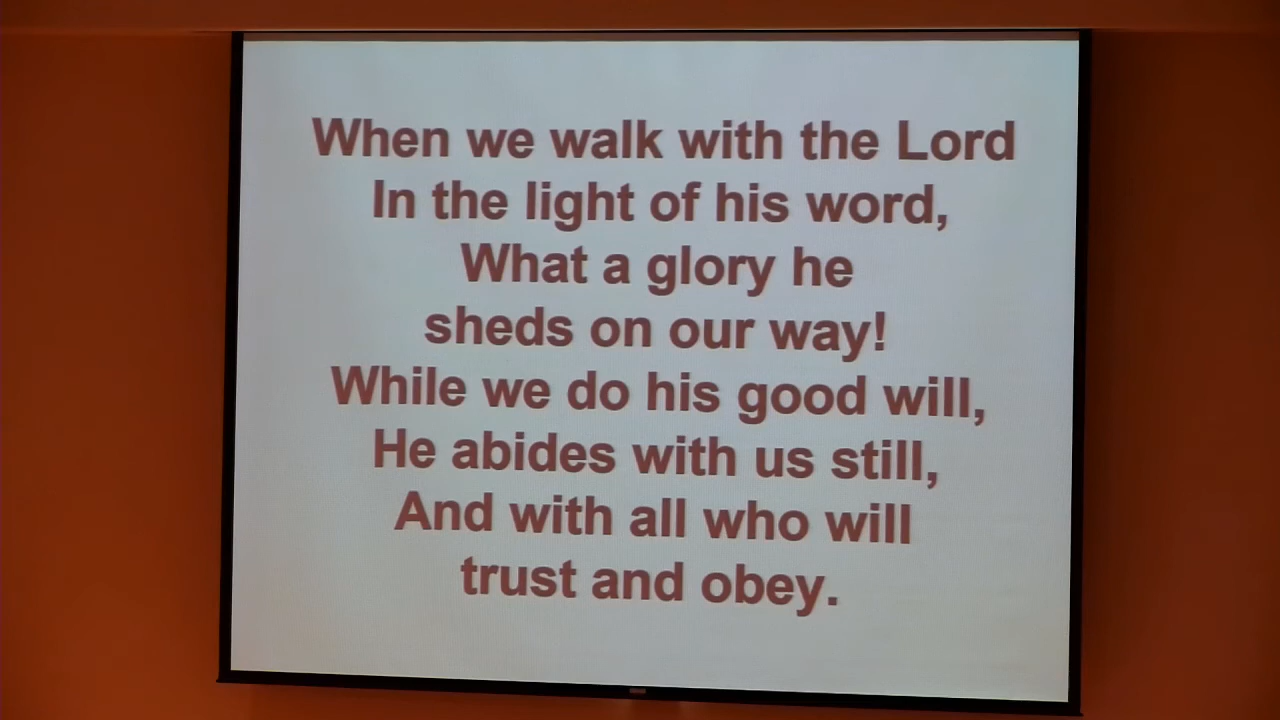 When we walk with the Lord
In the light of his word,
What a glory he
sheds on our way!
While we do his good will,
He abides with us still,
And with all who will
trust and obey.